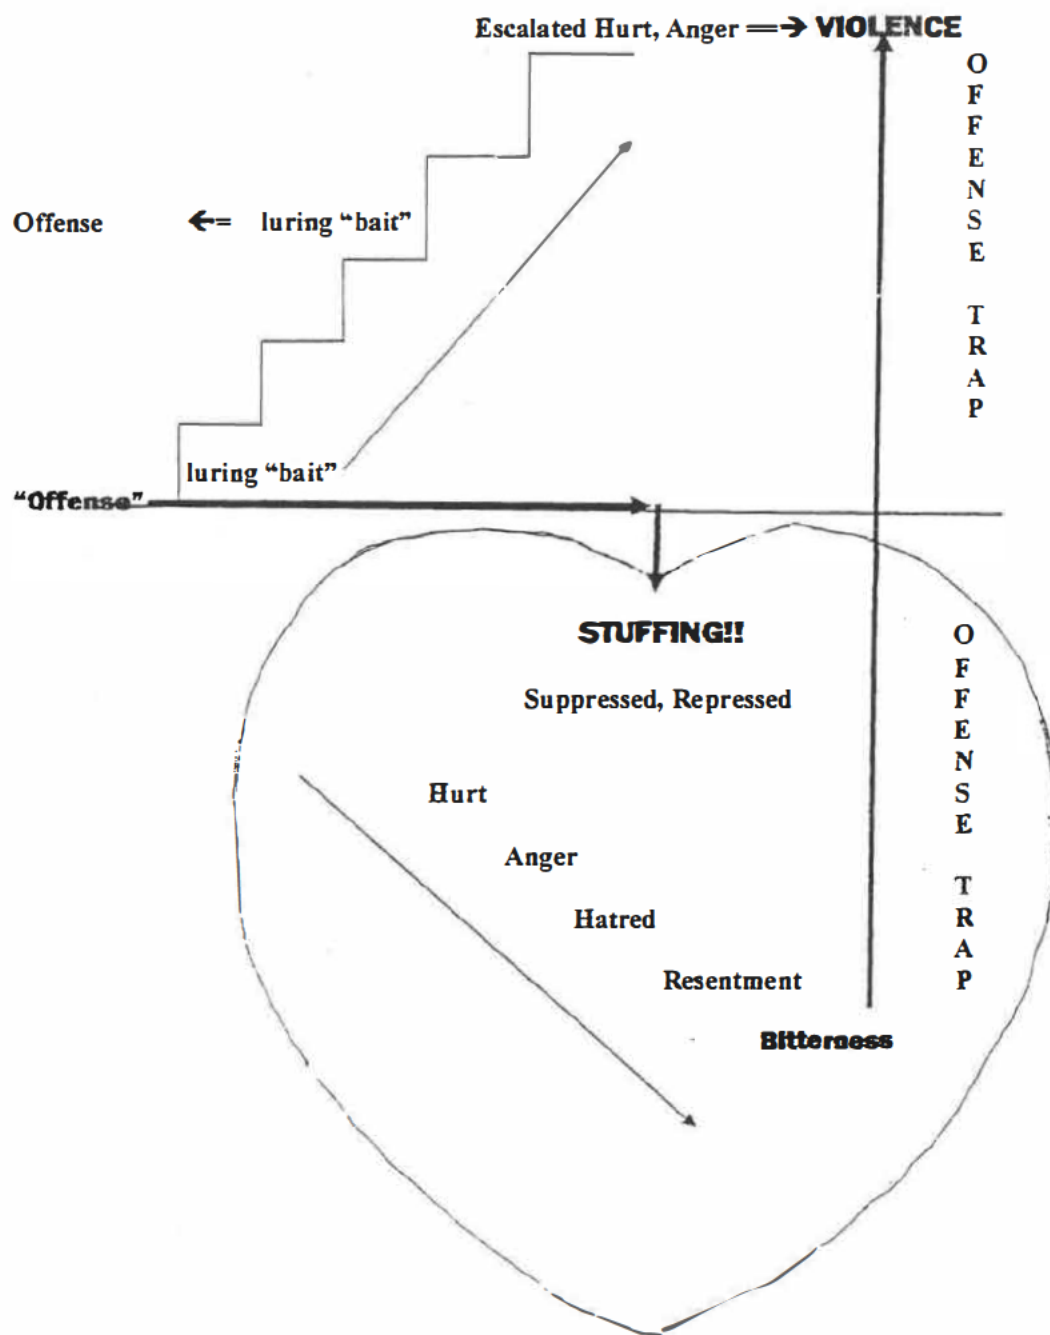 Escalated Hurt, Anger ==> VIOLENCE
OFFENSE TRAP
Offense <= luring “bait”
luring “bait”
“Offense”
STUFFING!!
Suppressed, Repressed
Hurt
Anger
Hatred
Resentment
Bitterness
OFFENSE TRAP